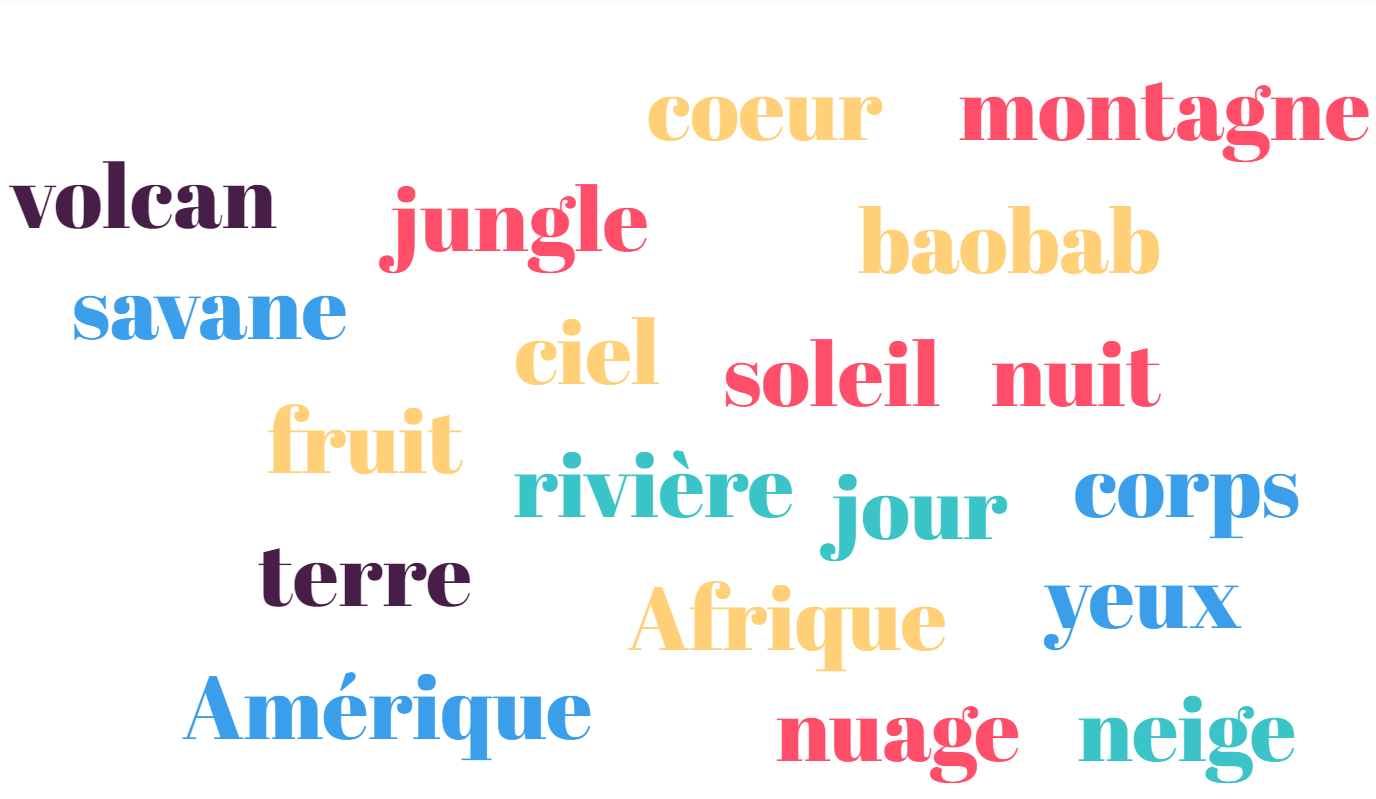 coeur montagne
volcan jungle
baobab
savane
ciel soleil nuit
fruit
rivière jour corps
terre
Afrique yeux
Amérique
nuage neige